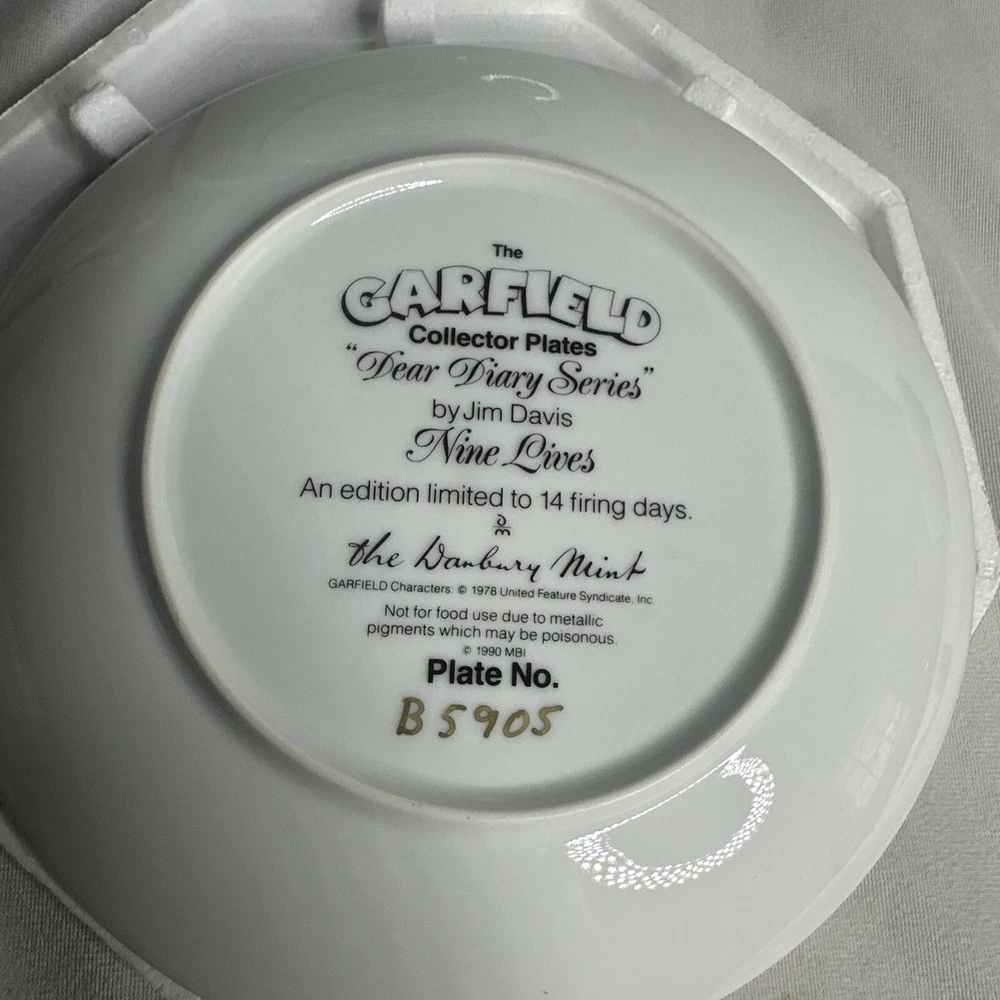 The
GARFIELD
Collector Plates
"Dear Diary Series"
by Jim Davis
Nine Lives
An edition limited to 14 firing days.
the Danbury Mint
GARFIELD Characters: © 1978 United Feature Syndicate, Inc.
Not for food use due to metallic
pigments which may be poisonous.
© 1990 MBI
Plate No.
B5905